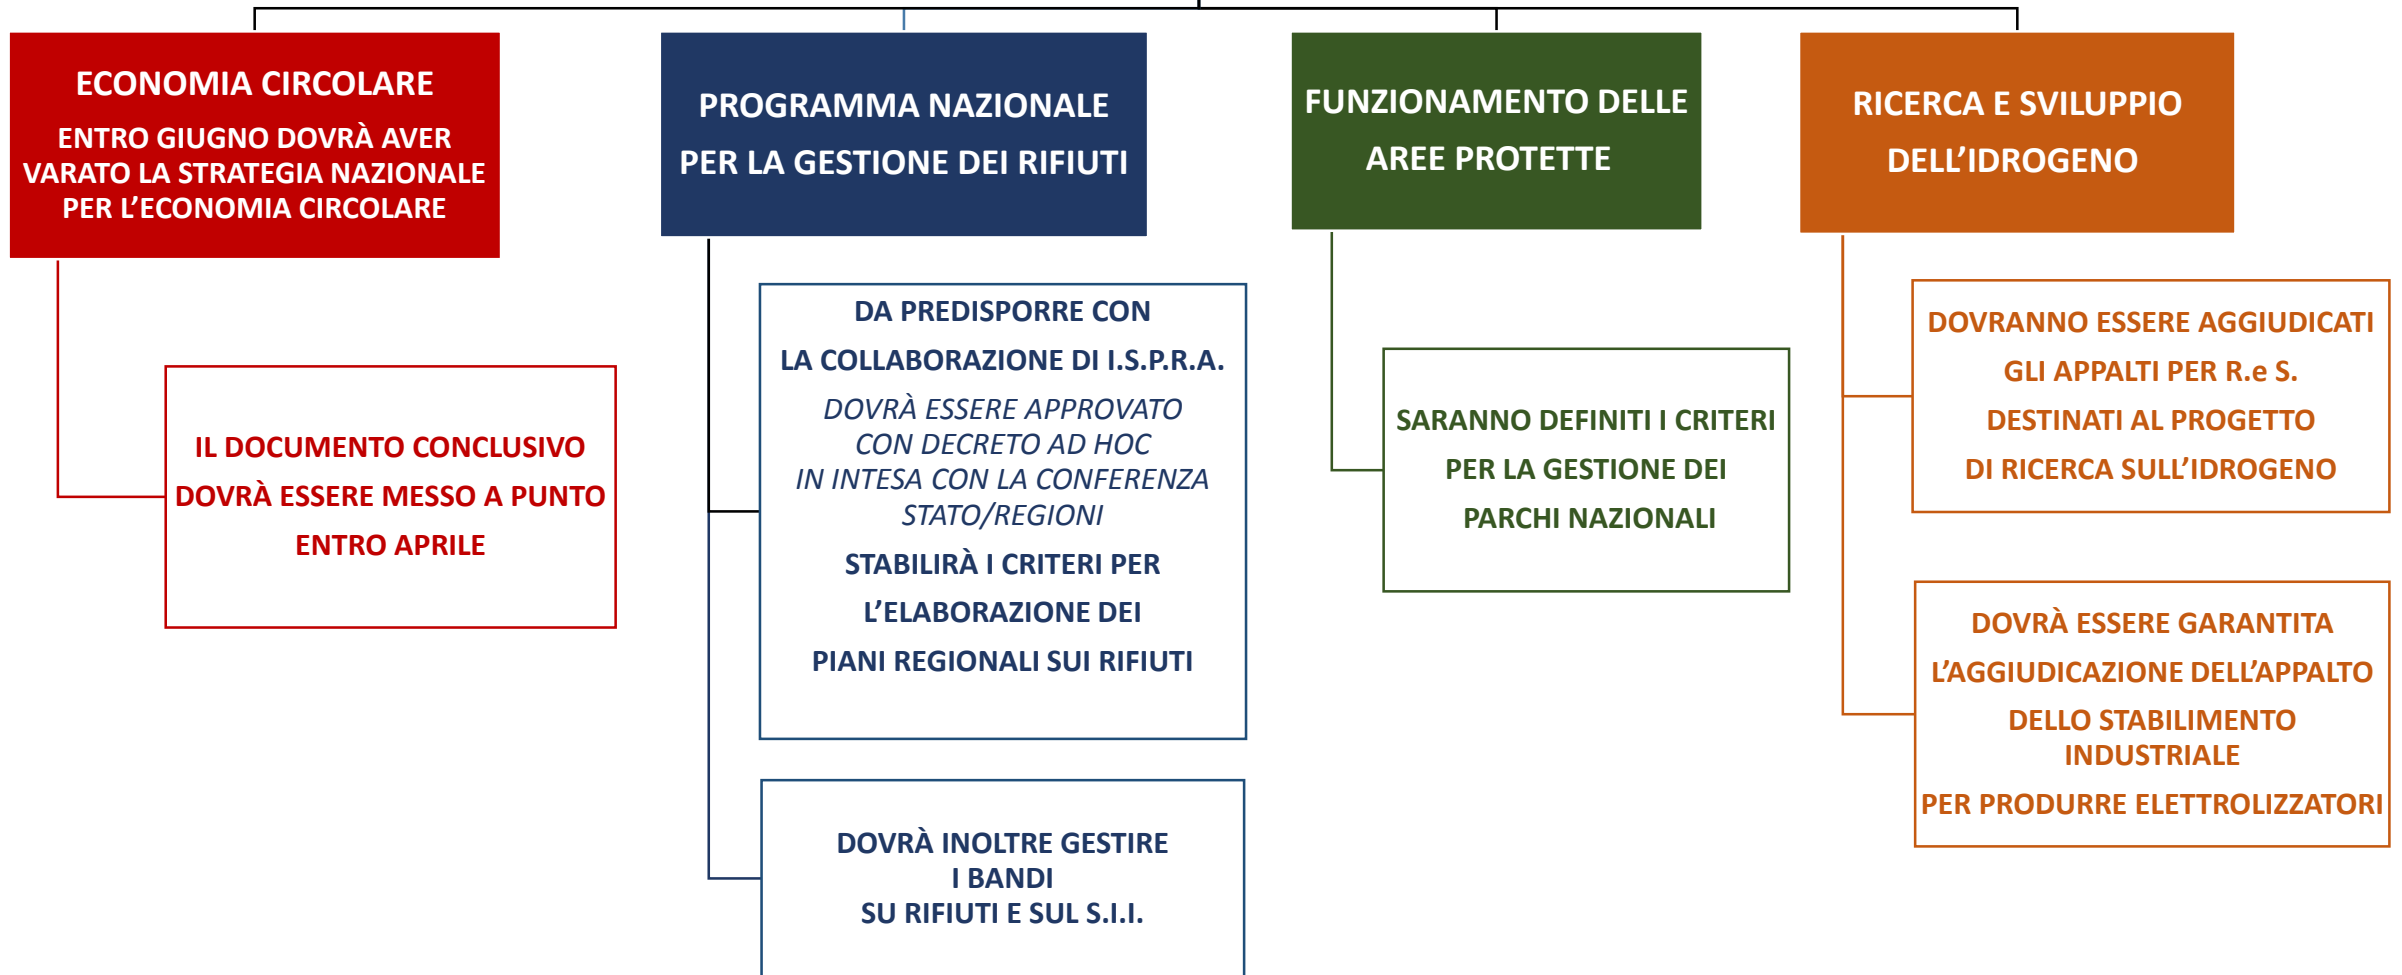 ECONOMIA CIRCOLARE
ENTRO GIUGNO DOVRÀ AVER
VARATO LA STRATEGIA NAZIONALE
PER L’ECONOMIA CIRCOLARE
IL DOCUMENTO CONCLUSIVO
DOVRÀ ESSERE MESSO A PUNTO
ENTRO APRILE
PROGRAMMA NAZIONALE
PER LA GESTIONE DEI RIFIUTI
DA PREDISPORRE CON
LA COLLABORAZIONE DI I.S.P.R.A.
DOVRÀ ESSERE APPROVATO
CON DECRETO AD HOC
IN INTESA CON LA CONFERENZA
STATO/REGIONI
STABILIRÀ I CRITERI PER
L’ELABORAZIONE DEI
PIANI REGIONALI SUI RIFIUTI
DOVRÀ INOLTRE GESTIRE
I BANDI
SU RIFIUTI E SUL S.I.I.
FUNZIONAMENTO DELLE
AREE PROTETTE
SARANNO DEFINITI I CRITERI
PER LA GESTIONE DEI
PARCHI NAZIONALI
RICERCA E SVILUPPO
DELL’IDROGENO
DOVRANNO ESSERE AGGIUDICATI
GLI APPALTI PER R.e S.
DESTINATI AL PROGETTO
DI RICERCA SULL’IDROGENO
DOVRÀ ESSERE GARANTITA
L’AGGIUDICAZIONE DELL’APPALTO
DELLO STABILIMENTO
INDUSTRIALE
PER PRODURRE ELETTROLIZZATORI